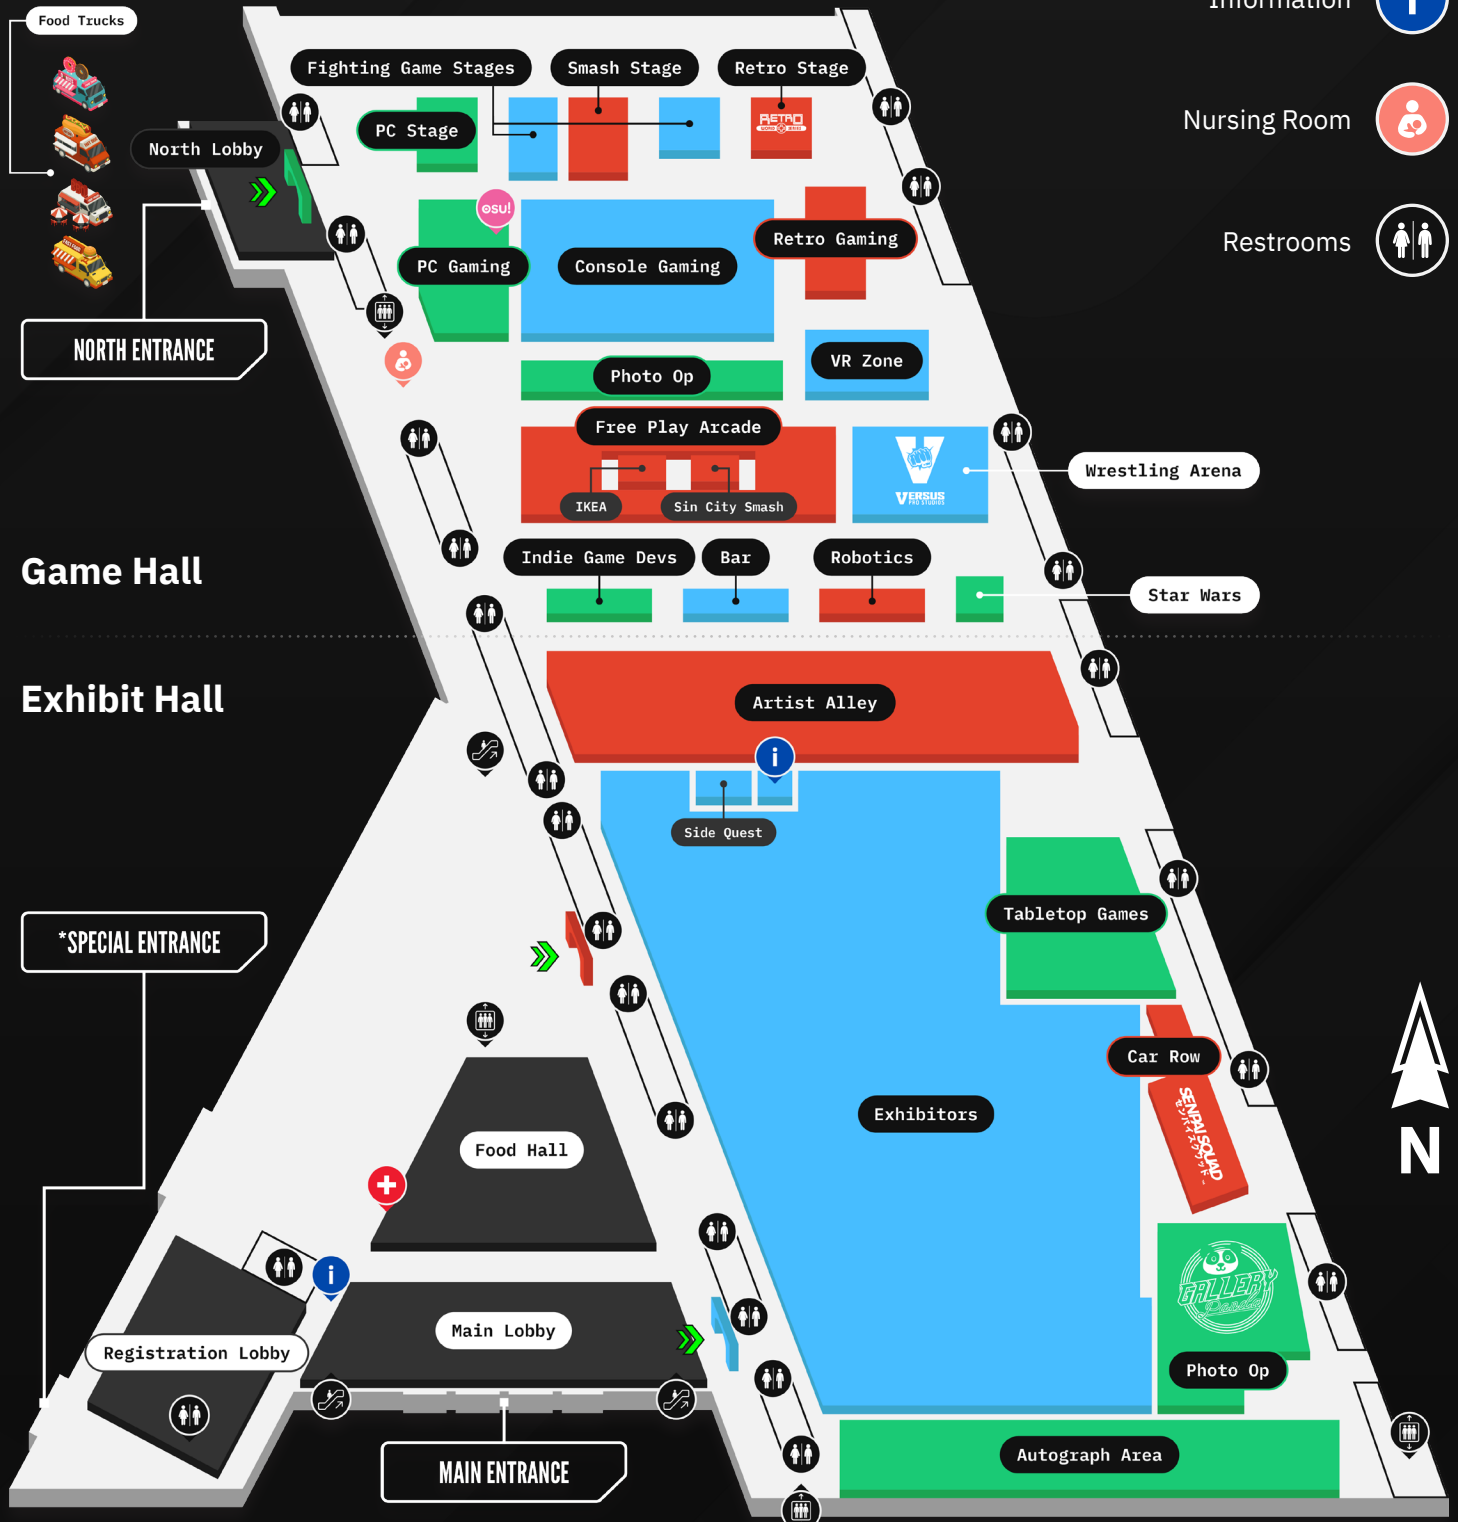 Food Trucks
Information
Fighting Game Stages
Smash Stage
Retro Stage
PC Stage
RETRO
Nursing Room
North Lobby
osu!
Retro Gaming
Restrooms
PC Gaming
Console Gaming
NORTH ENTRANCE
VR Zone
Photo Op
Free Play Arcade
V
VERSUS
PRO STUDIOS
Wrestling Arena
IKEA
Sin City Smash
Indie Game Devs
Bar
Robotics
Game Hall
Star Wars
Exhibit Hall
Artist Alley
i
Side Quest
Tabletop Games
*SPECIAL ENTRANCE
Car Row
Exhibitors
SENPAI SQUAD
Food Hall
N
i
GALLERY
Panda
Main Lobby
Registration Lobby
Photo Op
Autograph Area
MAIN ENTRANCE